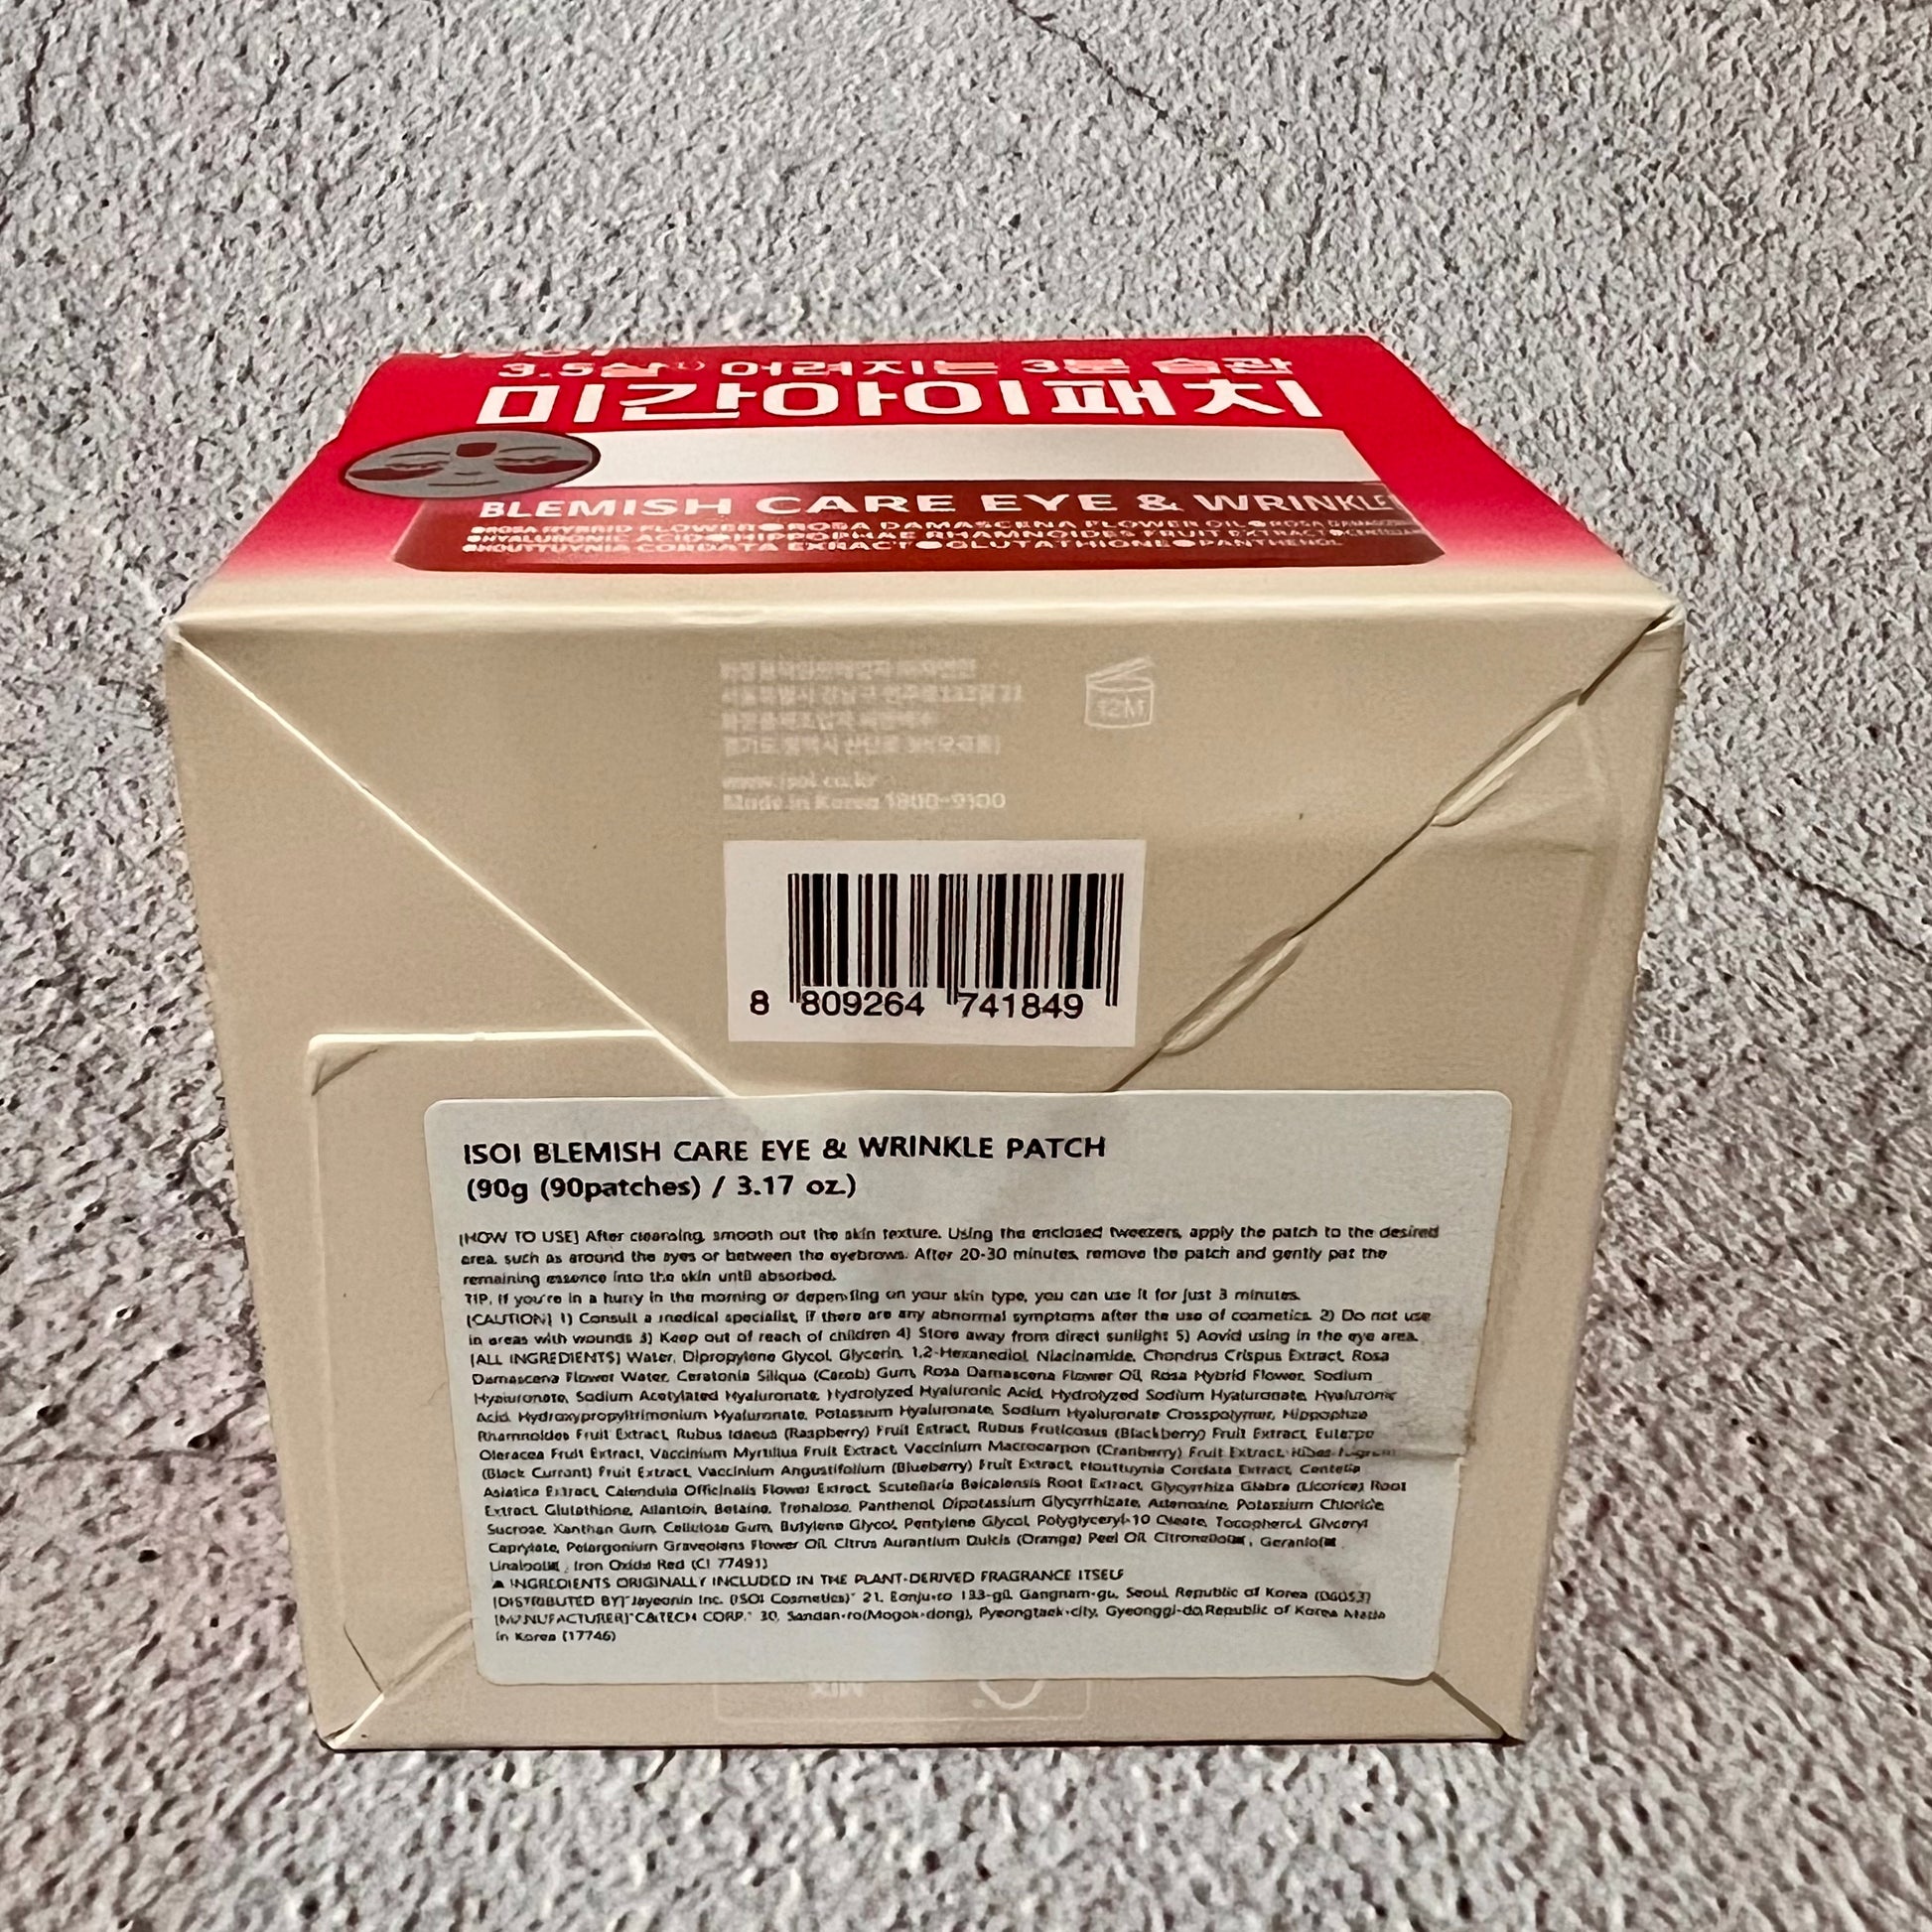 3.5살1) 어려지는 3분 습관
미간아이패치
BLEMISH CARE EYE & WRINKLE
●ROSA HYBRID FLOWER●ROSA DAMASCENA FLOWER OIL●ROSA
●HYALURONIC ACID●HIPPOPHAE RHAMNOIDES FRUIT EXTRACT
●HOUTTUYNIA CORDATA EXRACT●GLUTATHIONE●PANTHENOL
12M
www.isoi.co.kr
Made in Korea 1800-9100
8 809264 741849
ISOI BLEMISH CARE EYE & WRINKLE PATCH
(90g (90patches) / 3.17 oz.)
[HOW TO USE] After cleansing, smooth out the skin texture. Using the enclosed tweezers, apply the patch to the desired
area, such as around the eyes or between the eyebrows. After 20-30 minutes, remove the patch and gently pat the
remaining essence into the skin until absorbed.
TIP. If you're in a hurry in the morning or depending on your skin type, you can use it for just 3 minutes.
[CAUTION] 1) Consult a medical specialist, if there are any abnormal symptoms after the use of cosmetics. 2) Do not use
in areas with wounds 3) Keep out of reach of children 4) Store away from direct sunlight 5) Aovid using in the eye area.
[ALL INGREDIENTS] Water, Dipropylene Glycol, Glycerin, 1,2-Hexanediol, Niacinamide, Chondrus Crispus Extract, Rosa
Damascena Flower Water, Ceratonia Siliqua (Carob) Gum, Rosa Damascena Flower Oil, Rosa Hybrid Flower, Sodium
Hyaluronate, Sodium Acetylated Hyaluronate, Hydrolyzed Hyaluronic Acid, Hydrolyzed Sodium Hyaluronate, Hyaluronic
Acid, Hydroxypropyltrimonium Hyaluronate, Potassium Hyaluronate, Sodium Hyaluronate Crosspolymer, Hippophae
Rhamnoides Fruit Extract, Rubus Idaeus (Raspberry) Fruit Extract, Rubus Fruticosus (Blackberry) Fruit Extract, Euterpe
Oleracea Fruit Extract, Vaccinium Myrtillus Fruit Extract, Vaccinium Macrocarpon (Cranberry) Fruit Extract, Ribes Nigrum
(Black Currant) Fruit Extract, Vaccinium Angustifolium (Blueberry) Fruit Extract, Houttuynia Cordata Extract, Centella
Asiatica Extract, Calendula Officinalis Flower Extract, Scutellaria Baicalensis Root Extract, Glycyrrhiza Glabra (Licorice) Root
Extract, Glutathione, Allantoin, Betaine, Trehalose, Panthenol, Dipotassium Glycyrrhizate, Adenosine, Potassium Chloride,
Sucrose, Xanthan Gum, Cellulose Gum, Butylene Glycol, Pentylene Glycol, Polyglyceryl-10 Oleate, Tocopherol, Glyceryl
Caprylate, Pelargonium Graveolens Flower Oil, Citrus Aurantium Dulcis (Orange) Peel Oil, Citronellol▲, Geraniol▲,
Linalool▲, Iron Oxide Red (CI 77491)
▲ INGREDIENTS ORIGINALLY INCLUDED IN THE PLANT-DERIVED FRAGRANCE ITSELF
[DISTRIBUTED BY]"Jayeonin Inc. (ISOI Cosmetics)" 21, Eonju-ro 133-gil, Gangnam-gu, Seoul, Republic of Korea (06053)
[MANUFACTURER]"C&TECH CORP." 30, Sandan-ro(Mogok-dong), Pyeongtaek-city, Gyeonggi-do,Republic of Korea Made
in Korea (17746)